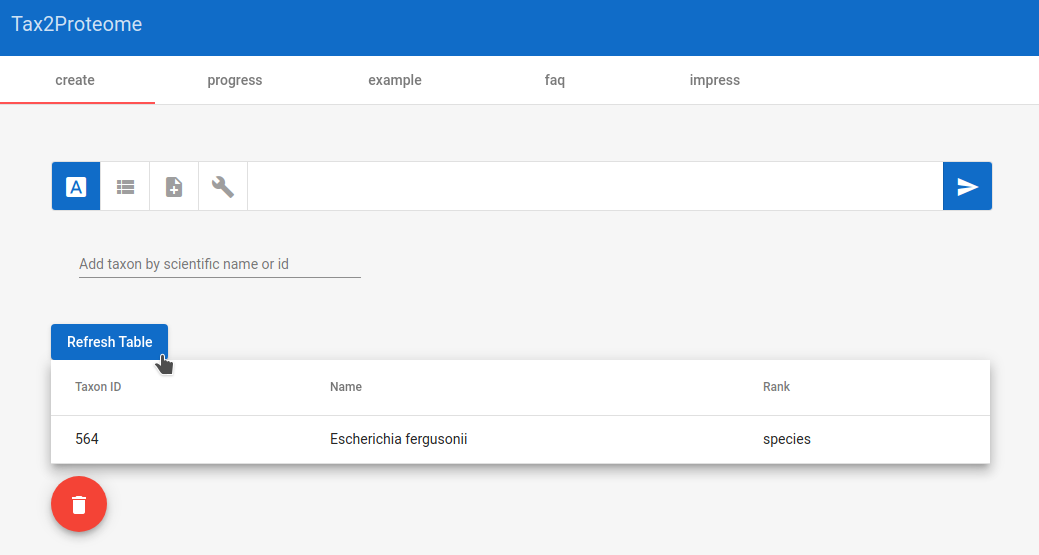 Tax2Proteome
create progress example faq impress
A
Add taxon by scientific name or id
Refresh Table
Taxon ID Name Rank
564 Escherichia fergusonii species